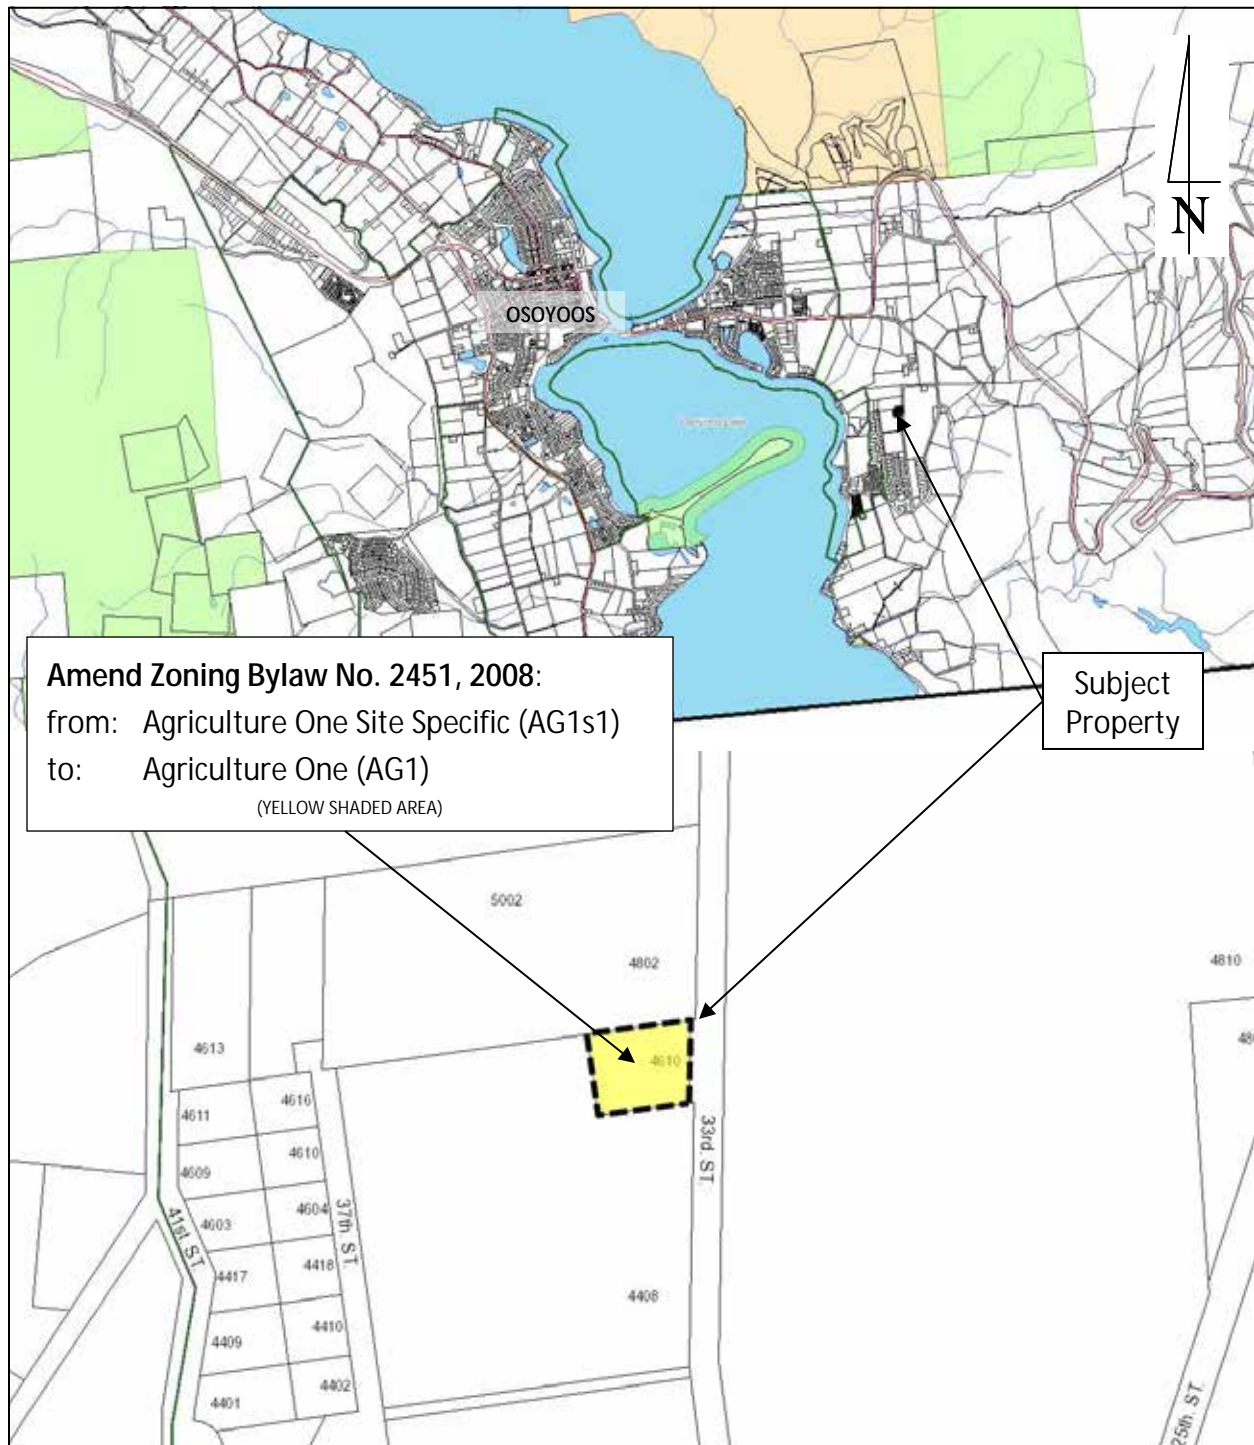 N
OSOYOOS
Amend Zoning Bylaw No. 2451, 2008:
from: Agriculture One Site Specific (AG1s1)
to: Agriculture One (AG1)
(YELLOW SHADED AREA)
Subject
Property
5002
4802
4810
4613
4610
4611
4616
4609
4610
4603
4604
41st ST.
37th ST.
33rd. ST.
4417
4418
4408
4409
4410
4401
4402
25th. ST.